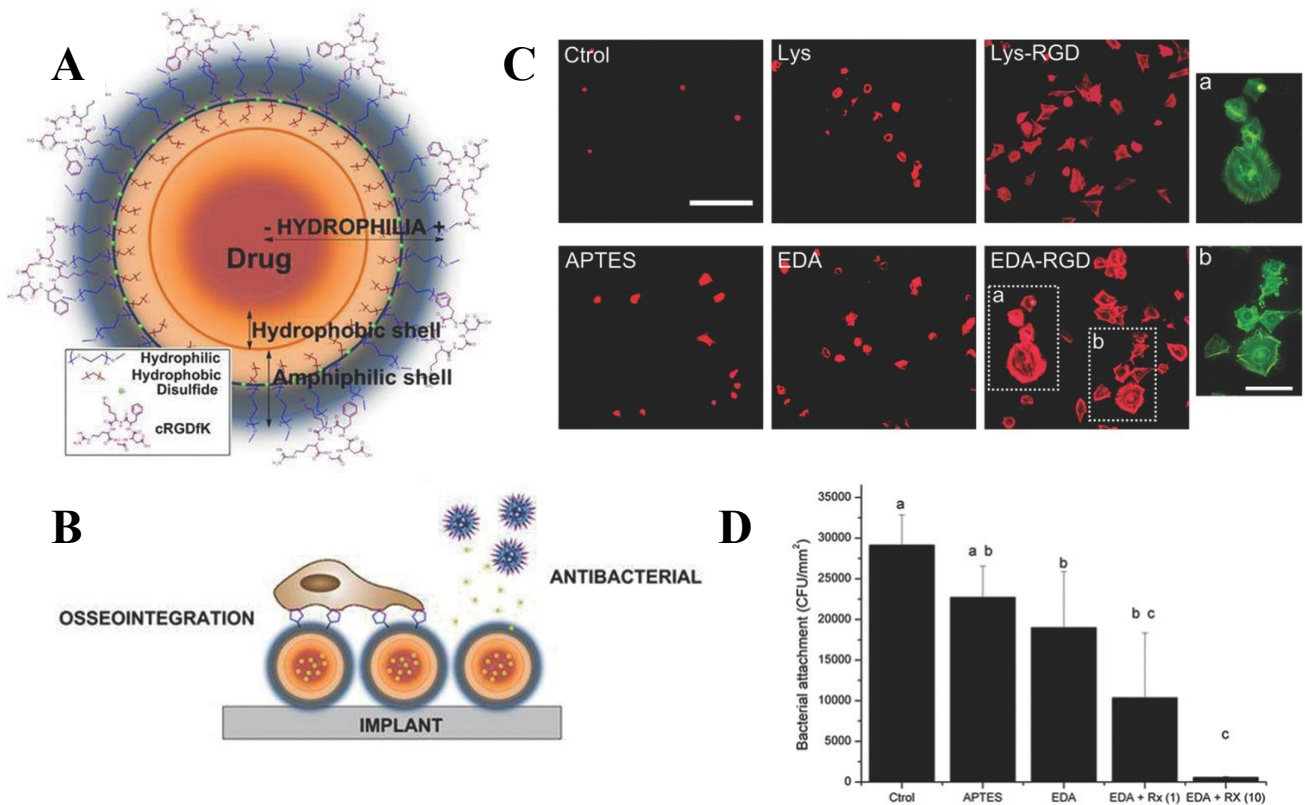 A
- HYDROPHILIA +
Drug
Hydrophobic shell
Amphiphilic shell
Hydrophilic
Hydrophobic
Disulfide
cRGDfK
B
OSSEOINTEGRATION
ANTIBACTERIAL
IMPLANT
C
Ctrol
Lys
Lys-RGD
a
APTES
EDA
EDA-RGD
a
b
b
D
Bacterial attachment (CFU/mm²)
35000
30000
25000
20000
15000
10000
5000
0
a
a b
b
b c
c
Ctrol
APTES
EDA
EDA + Rx (1)
EDA + RX (10)